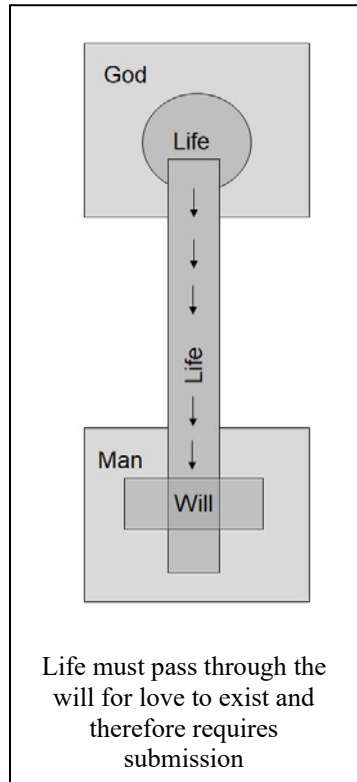 God
Life
Life
Man
Will
Life must pass through the
will for love to exist and
therefore requires
submission